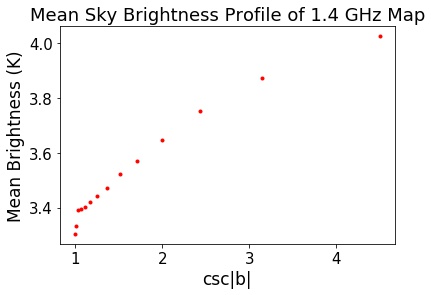 Mean Sky Brightness Profile of 1.4 GHz Map
Mean Brightness (K)
4.0
3.8
3.6
3.4
1 2 3 4
csc|b|